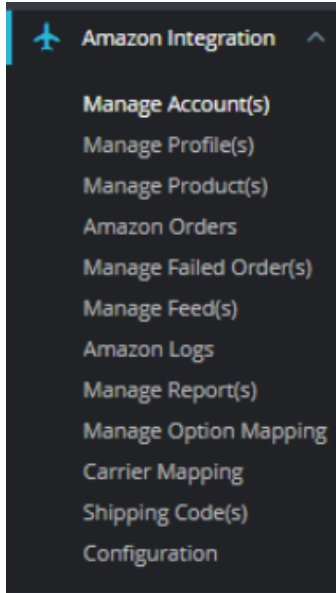 Amazon Integration
Manage Account(s)
Manage Profile(s)
Manage Product(s)
Amazon Orders
Manage Failed Order(s)
Manage Feed(s)
Amazon Logs
Manage Report(s)
Manage Option Mapping
Carrier Mapping
Shipping Code(s)
Configuration